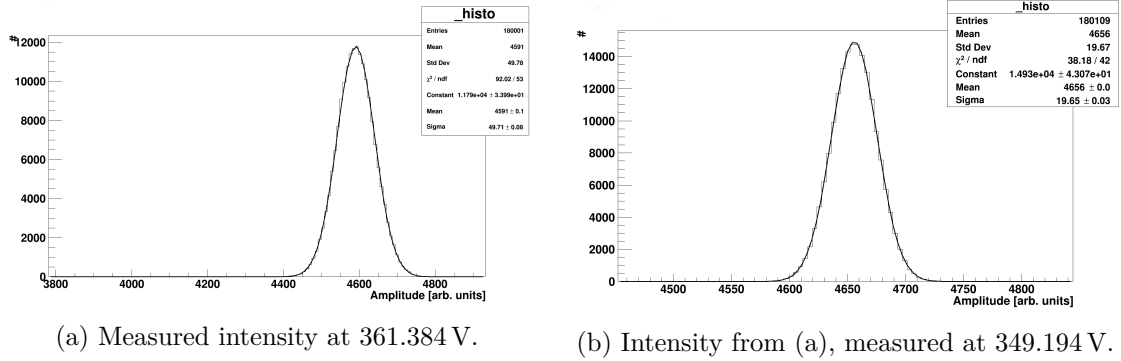 _histo
Entries 180001
Mean 4591
Std Dev 49.78
χ² / ndf 92.02 / 53
Constant 1.179e+04 ± 3.399e+01
Mean 4591 ± 0.1
Sigma 49.71 ± 0.08
#
12000
10000
8000
6000
4000
2000
0
3800 4000 4200 4400 4600 4800
Amplitude [arb. units]
(a) Measured intensity at 361.384 V.
_histo
Entries 180109
Mean 4656
Std Dev 19.67
χ² / ndf 38.18 / 42
Constant 1.493e+04 ± 4.307e+01
Mean 4656 ± 0.0
Sigma 19.65 ± 0.03
#
14000
12000
10000
8000
6000
4000
2000
0
4500 4550 4600 4650 4700 4750 4800
Amplitude [arb. units]
(b) Intensity from (a), measured at 349.194 V.